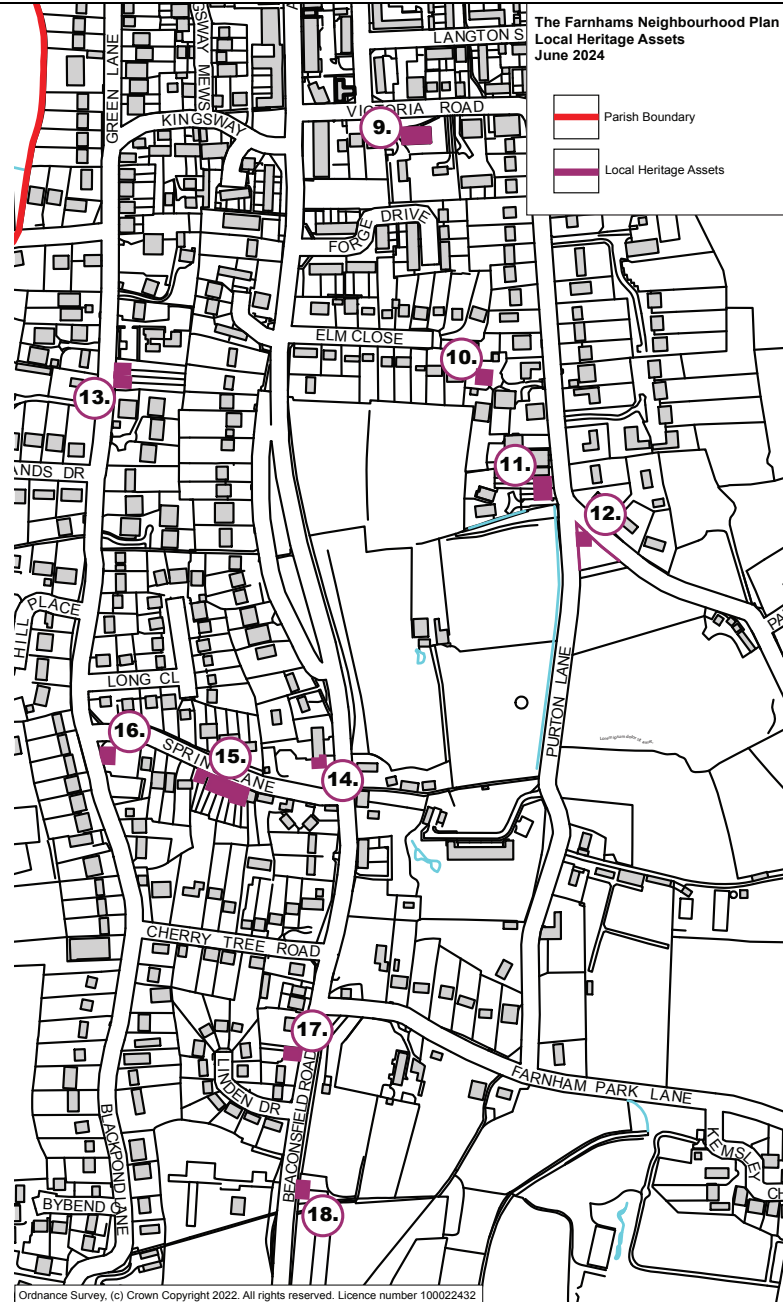 The Farnhams Neighbourhood Plan
Local Heritage Assets
June 2024
Parish Boundary
Local Heritage Assets
LANGTON S
GREEN LANE
GSWAY MEWS
KINGSWAY
A
VICTORIA ROAD
9.
FORGE DRIVE
ELM CLOSE
10.
13.
11.
ANDS DR
12.
PA
HILL PLACE
PURTON LANE
LONG CL
16.
15.
SPRING LANE
14.
CHERRY TREE ROAD
17.
LINDEN DR
BEACONSFIELD ROAD
FARNHAM PARK LANE
KEMSLEY
CH
BLACKPOND LANE
BYBEND C
18.
Ordnance Survey, (c) Crown Copyright 2022. All rights reserved. Licence number 100022432